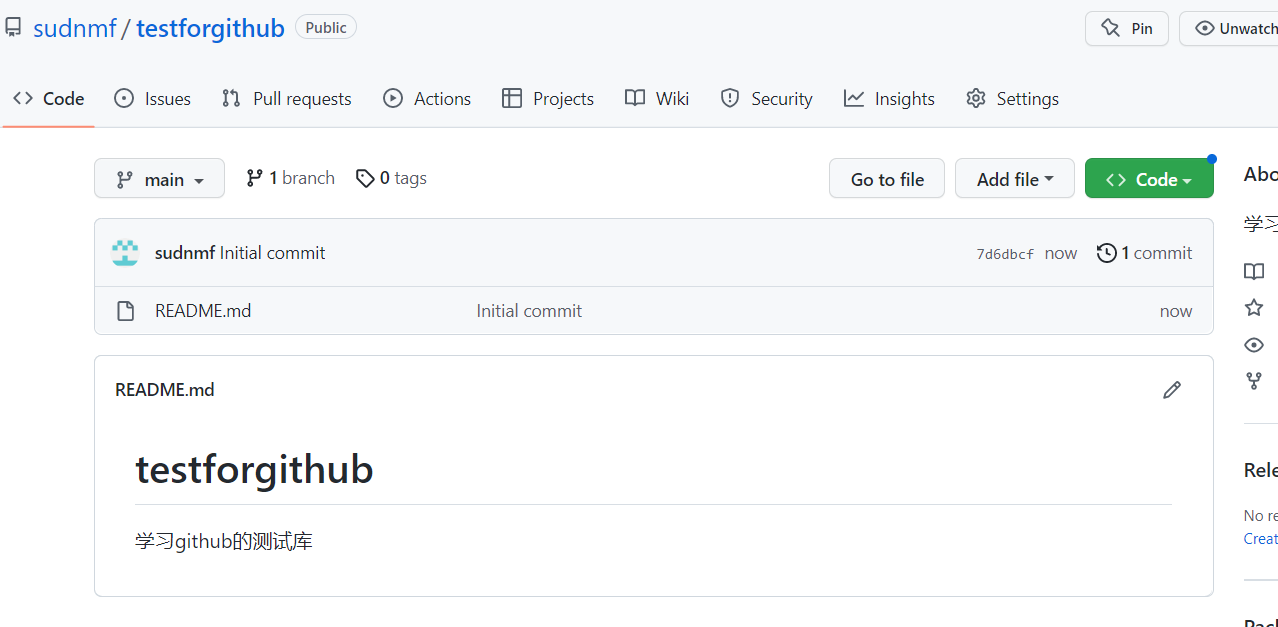 sudnmf / testforgithub Public Pin Unwatch
Code Issues Pull requests Actions Projects Wiki Security Insights Settings
main 1 branch 0 tags Go to file Add file Code
sudnmf Initial commit 7d6dbcf now 1 commit
README.md Initial commit now
README.md
testforgithub
学习github的测试库
Abo
学习
Rele
No re
Creat